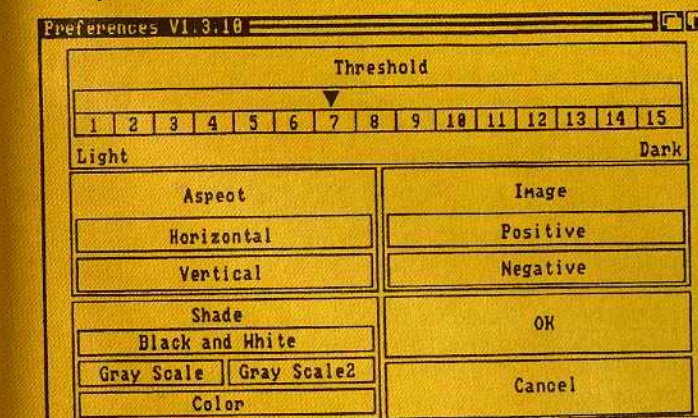 Preferences V1.3.10
Threshold
1 2 3 4 5 6 7 8 9 10 11 12 13 14 15
Light Dark
Aspect Image
Horizontal Positive
Vertical Negative
Shade OK
Black and White
Gray Scale Gray Scale2 Cancel
Color